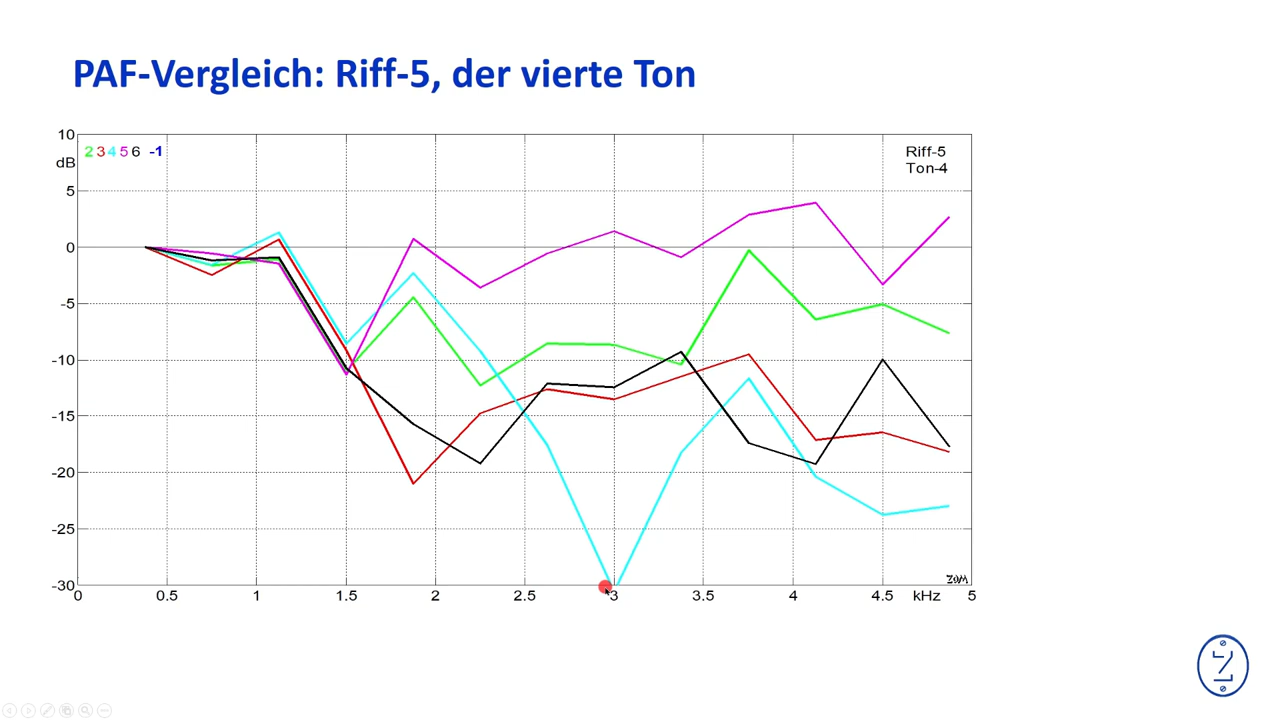 PAF-Vergleich: Riff-5, der vierte Ton
10
dB
2 3 4 5 6 -1
Riff-5
Ton-4
5
0
-5
-10
-15
-20
-25
-30
0 0.5 1 1.5 2 2.5 3 3.5 4 4.5 kHz 5